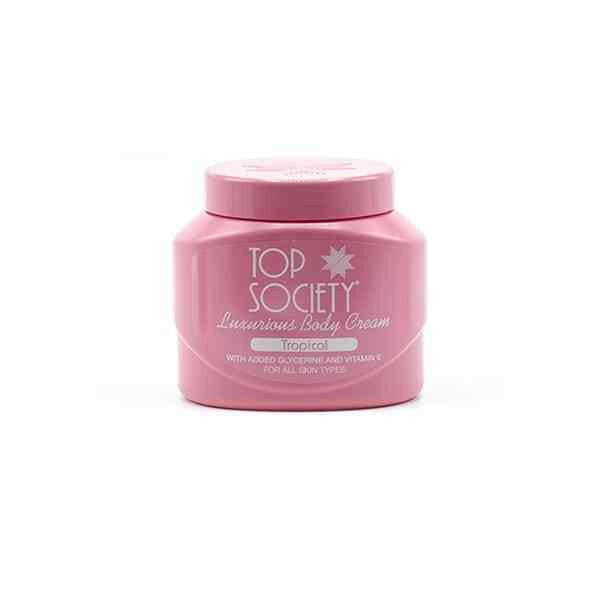 TOP
SOCIETY®
Luxurious Body Cream
Tropical
WITH ADDED GLYCERINE AND VITAMIN E
FOR ALL SKIN TYPES